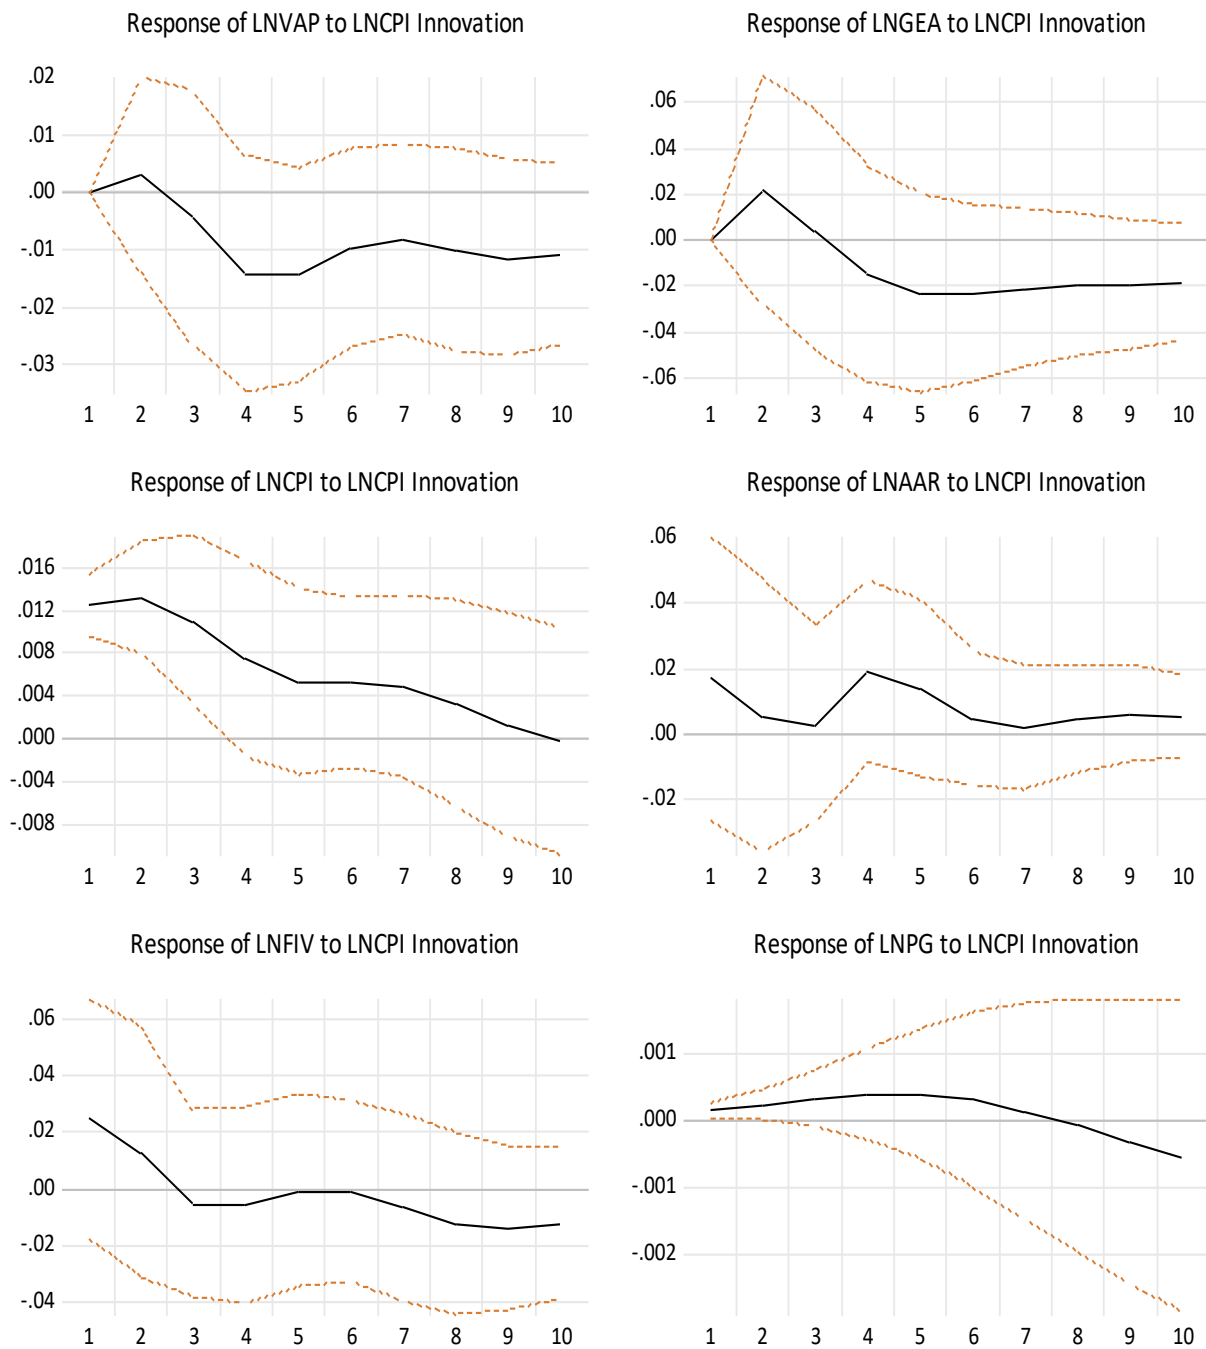 Response of LNVAP to LNCPI Innovation
.02
.01
.00
-.01
-.02
-.03
1 2 3 4 5 6 7 8 9 10
Response of LNGEA to LNCPI Innovation
.06
.04
.02
.00
-.02
-.04
-.06
1 2 3 4 5 6 7 8 9 10
Response of LNCPI to LNCPI Innovation
.016
.012
.008
.004
.000
-.004
-.008
1 2 3 4 5 6 7 8 9 10
Response of LNAAR to LNCPI Innovation
.06
.04
.02
.00
-.02
1 2 3 4 5 6 7 8 9 10
Response of LNFIV to LNCPI Innovation
.06
.04
.02
.00
-.02
-.04
1 2 3 4 5 6 7 8 9 10
Response of LNPG to LNCPI Innovation
.001
.000
-.001
-.002
1 2 3 4 5 6 7 8 9 10